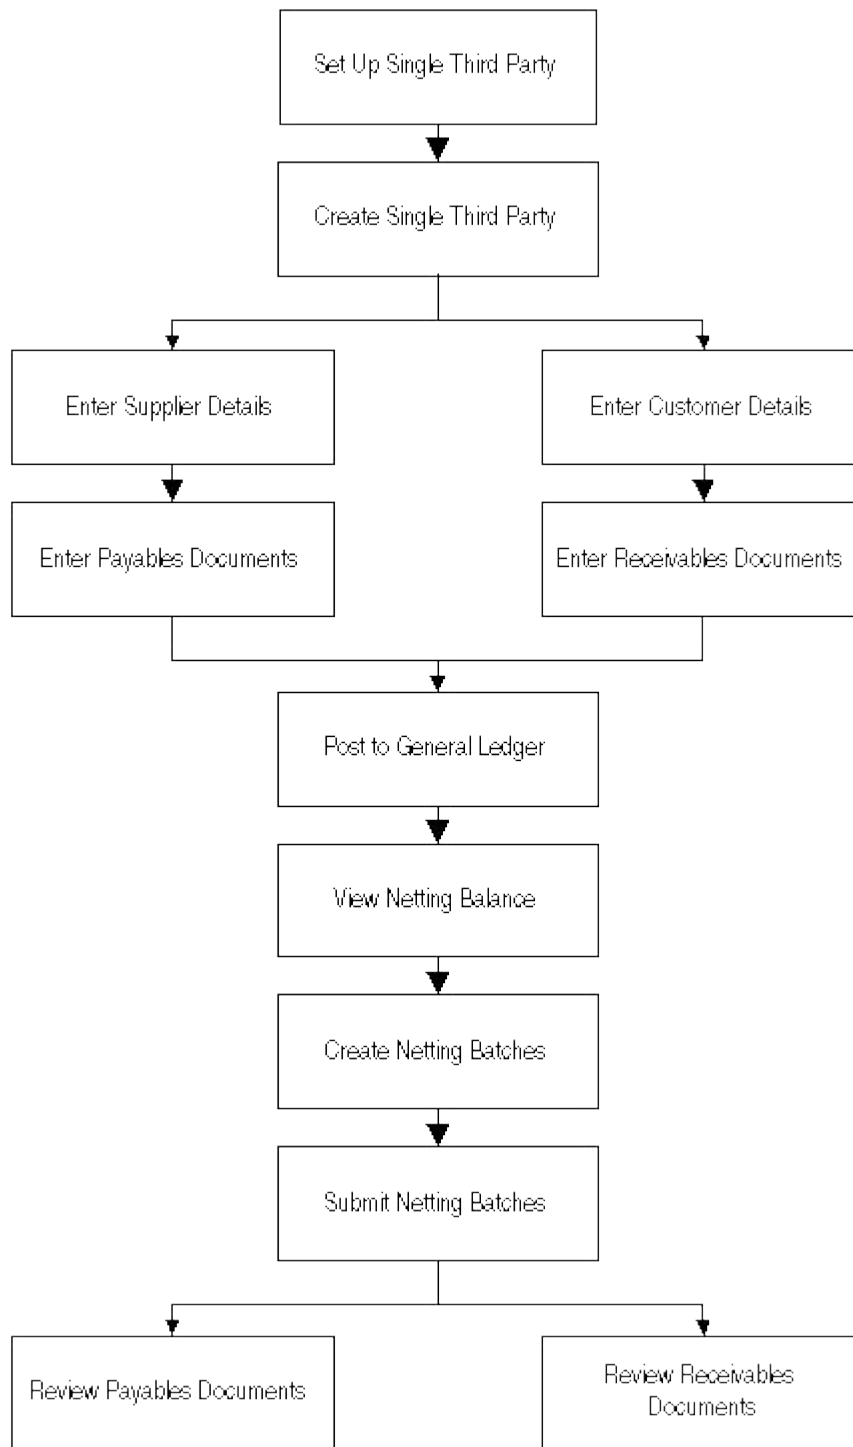 Set Up Single Third Party
Create Single Third Party
Enter Supplier Details
Enter Customer Details
Enter Payables Documents
Enter Receivables Documents
Post to General Ledger
View Netting Balance
Create Netting Batches
Submit Netting Batches
Review Payables Documents
Review Receivables
Documents